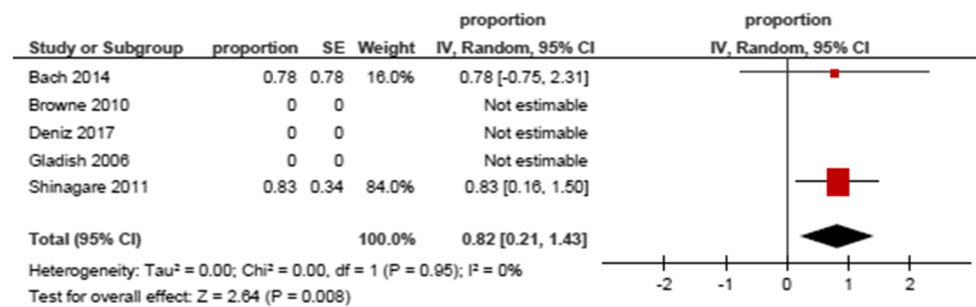 proportion proportion
Study or Subgroup proportion SE Weight IV, Random, 95% CI IV, Random, 95% CI
Bach 2014 0.78 0.78 16.0% 0.78 [-0.75, 2.31]
Browne 2010 0 0 Not estimable
Deniz 2017 0 0 Not estimable
Gladish 2006 0 0 Not estimable
Shinagare 2011 0.83 0.34 84.0% 0.83 [0.16, 1.50]
Total (95% CI) 100.0% 0.82 [0.21, 1.43]
Heterogeneity: Tau² = 0.00; Chi² = 0.00, df = 1 (P = 0.95); I² = 0%
Test for overall effect: Z = 2.64 (P = 0.008)
-2 -1 0 1 2